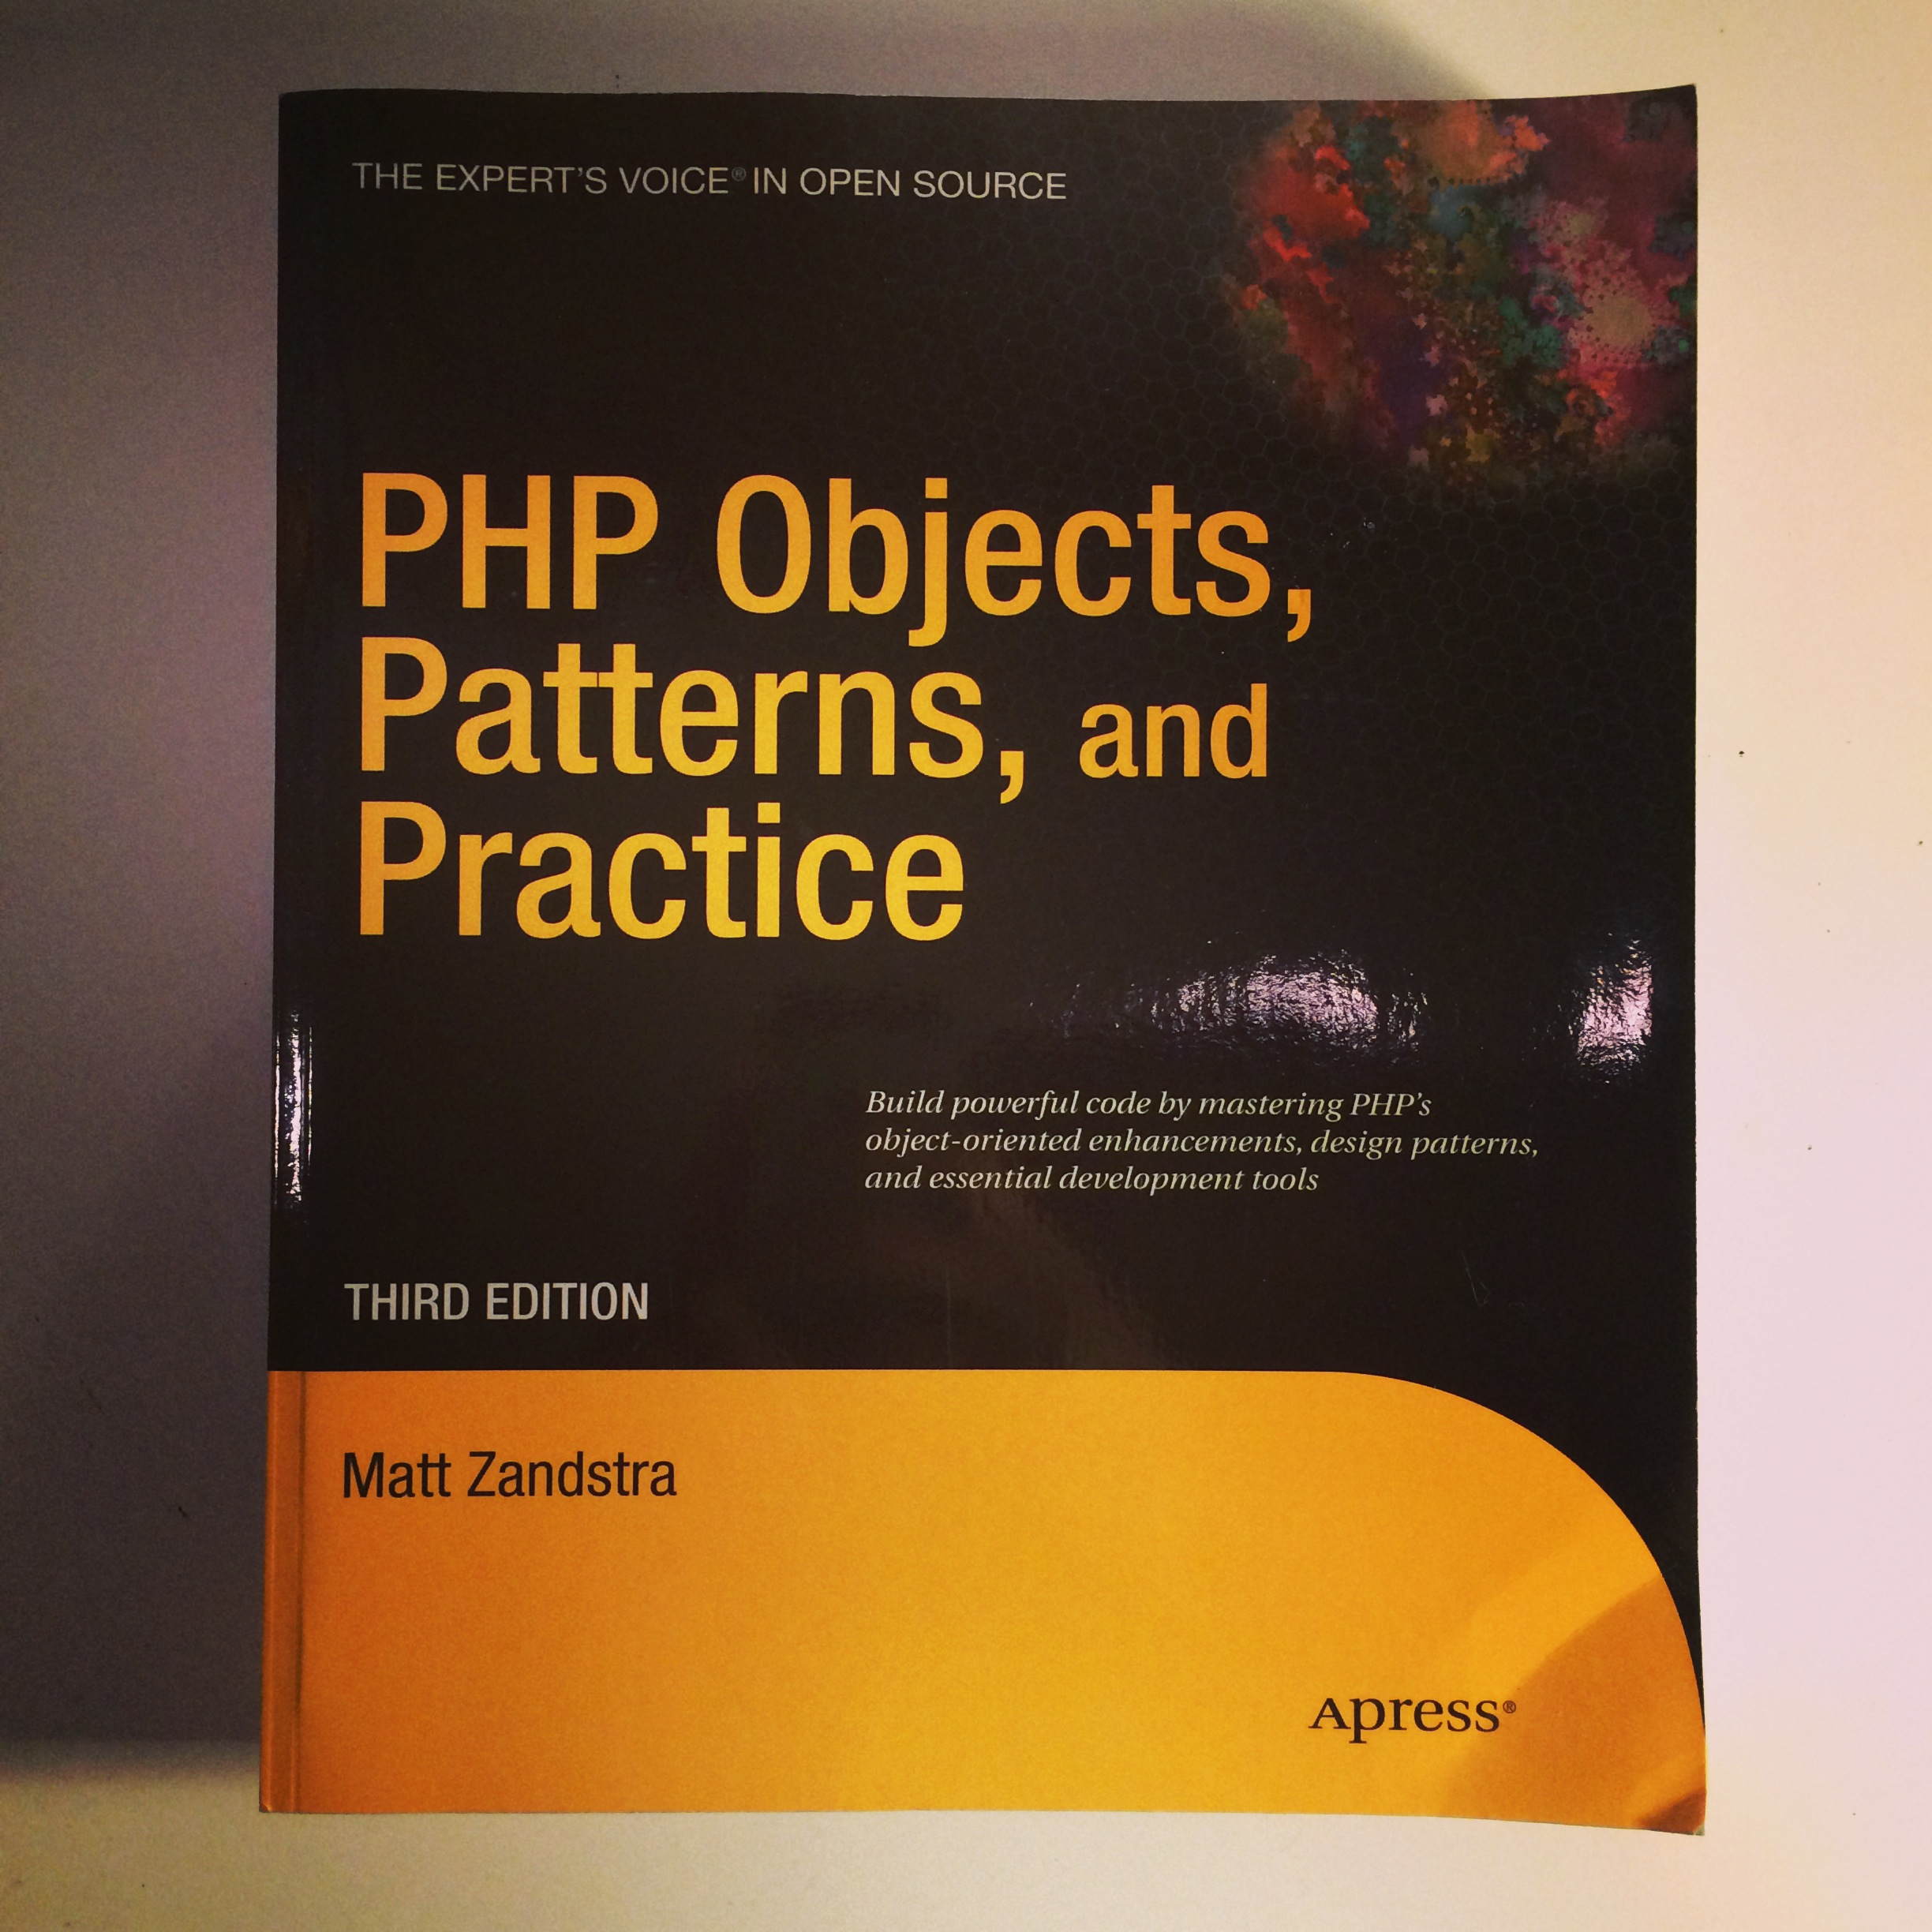 THE EXPERT'S VOICE® IN OPEN SOURCE
PHP Objects,
Patterns, and
Practice
Build powerful code by mastering PHP's
object-oriented enhancements, design patterns,
and essential development tools
THIRD EDITION
Matt Zandstra
Apress®